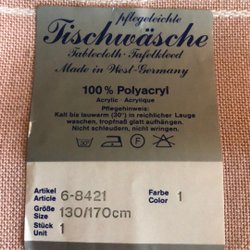 pflegeleichte
Tischwäsche
Tablecloth · Tafelkleed
Made in West-Germany
100% Polyacryl
Acrylic · Acrylique
Pflegehinweis:
Kalt bis lauwarm (30°) in reichlicher Lauge
waschen, tropfnaß glatt aufhängen.
Nicht schleudern, nicht wringen.
Artikel
Article 6-8421
Farbe
Color 1
Größe
Size 130/170cm
Stück
Unit 1